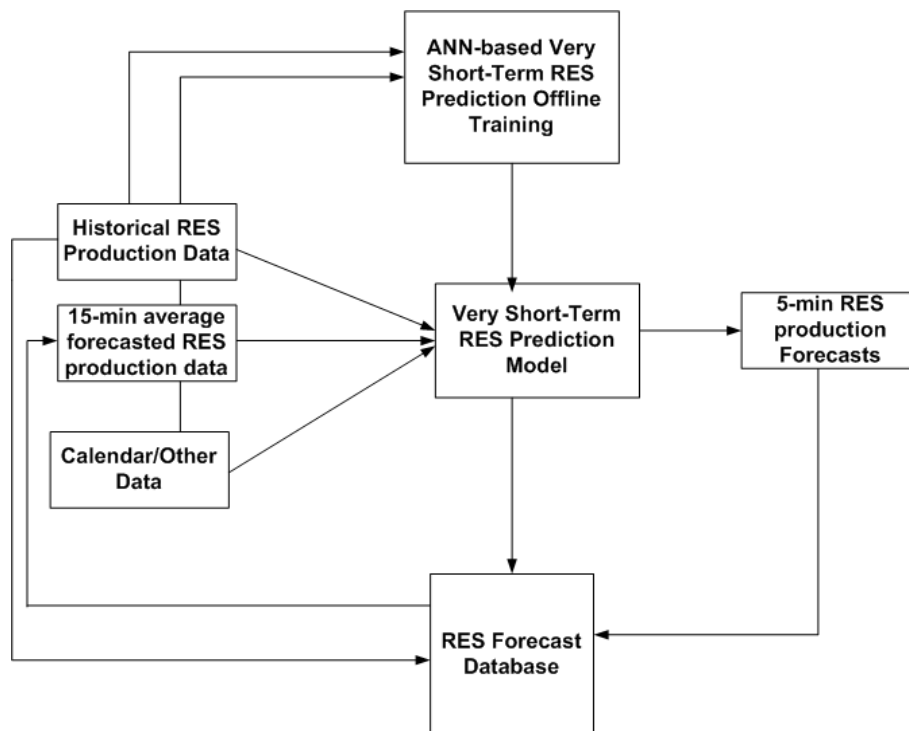 ANN-based Very
Short-Term RES
Prediction Offline
Training
Historical RES
Production Data
15-min average
forecasted RES
production data
Calendar/Other
Data
Very Short-Term
RES Prediction
Model
5-min RES
production
Forecasts
RES Forecast
Database